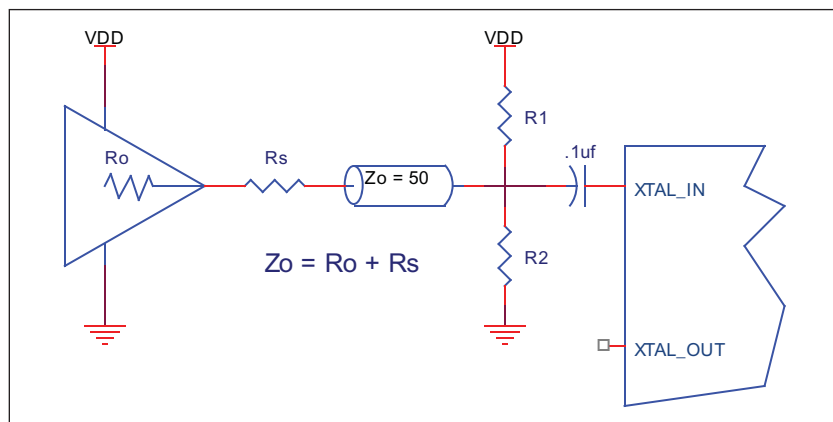 VDD
VDD
R1
Ro
Rs
Zo = 50
.1uf
XTAL_IN
Zo = Ro + Rs
R2
XTAL_OUT